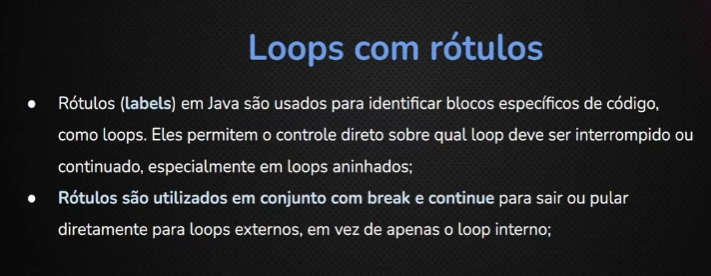 Loops com rótulos
● Rótulos (labels) em Java são usados para identificar blocos específicos de código,
como loops. Eles permitem o controle direto sobre qual loop deve ser interrompido ou
continuado, especialmente em loops aninhados;
● Rótulos são utilizados em conjunto com break e continue para sair ou pular
diretamente para loops externos, em vez de apenas o loop interno;